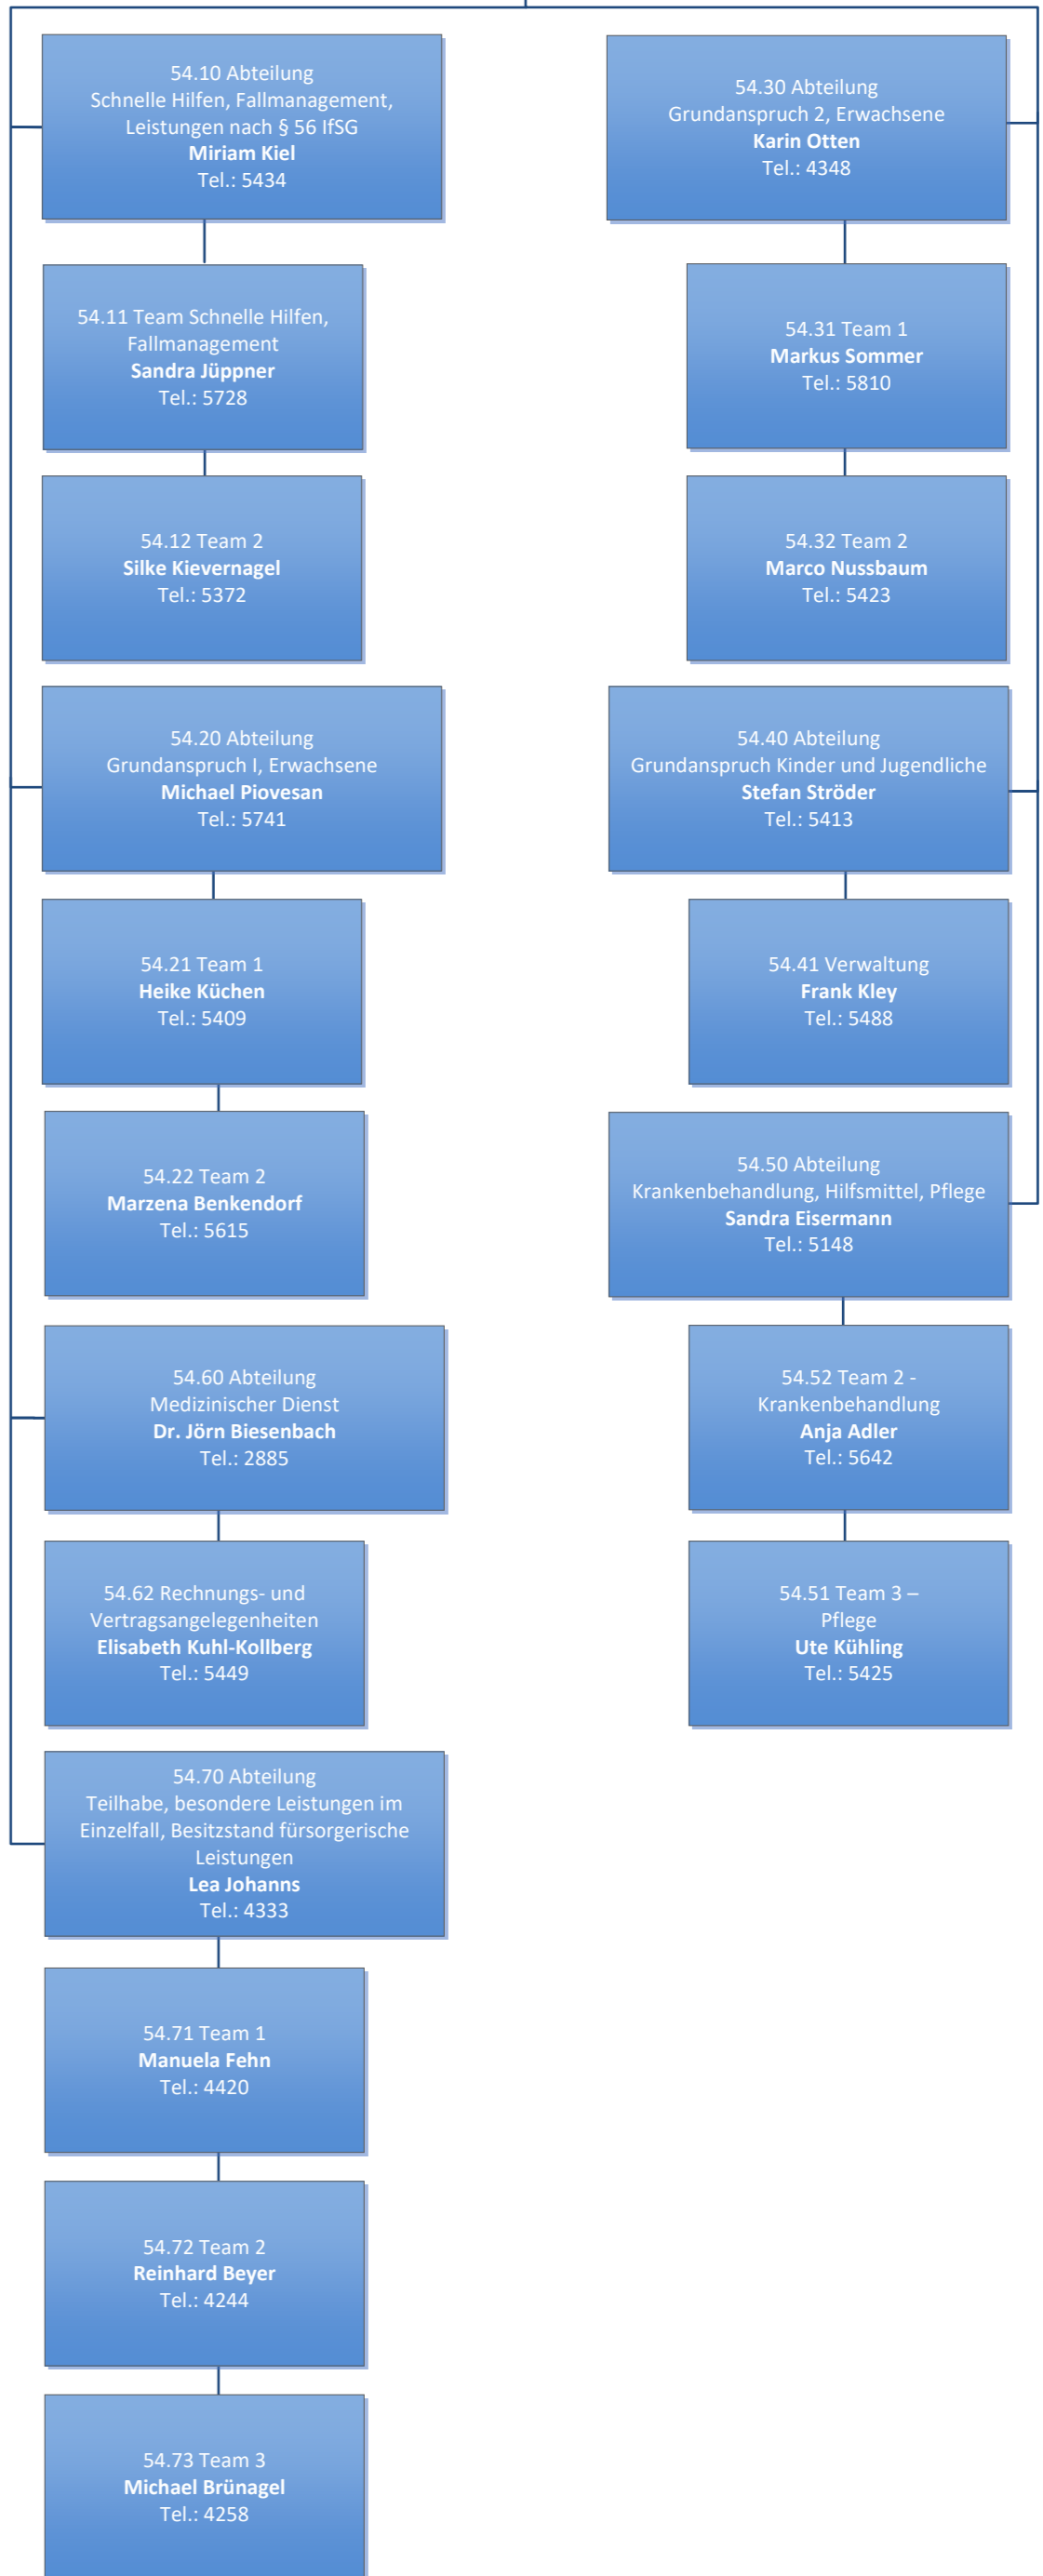 54.10 Abteilung
Schnelle Hilfen, Fallmanagement,
Leistungen nach § 56 IfSG
Miriam Kiel
Tel.: 5434
54.11 Team Schnelle Hilfen,
Fallmanagement
Sandra Jüppner
Tel.: 5728
54.12 Team 2
Silke Kievernagel
Tel.: 5372
54.20 Abteilung
Grundanspruch I, Erwachsene
Michael Piovesan
Tel.: 5741
54.21 Team 1
Heike Küchen
Tel.: 5409
54.22 Team 2
Marzena Benkendorf
Tel.: 5615
54.60 Abteilung
Medizinischer Dienst
Dr. Jörn Biesenbach
Tel.: 2885
54.62 Rechnungs- und
Vertragsangelegenheiten
Elisabeth Kuhl-Kollberg
Tel.: 5449
54.70 Abteilung
Teilhabe, besondere Leistungen im
Einzelfall, Besitzstand fürsorgerische
Leistungen
Lea Johanns
Tel.: 4333
54.71 Team 1
Manuela Fehn
Tel.: 4420
54.72 Team 2
Reinhard Beyer
Tel.: 4244
54.73 Team 3
Michael Brünagel
Tel.: 4258
54.30 Abteilung
Grundanspruch 2, Erwachsene
Karin Otten
Tel.: 4348
54.31 Team 1
Markus Sommer
Tel.: 5810
54.32 Team 2
Marco Nussbaum
Tel.: 5423
54.40 Abteilung
Grundanspruch Kinder und Jugendliche
Stefan Ströder
Tel.: 5413
54.41 Verwaltung
Frank Kley
Tel.: 5488
54.50 Abteilung
Krankenbehandlung, Hilfsmittel, Pflege
Sandra Eisermann
Tel.: 5148
54.52 Team 2 -
Krankenbehandlung
Anja Adler
Tel.: 5642
54.51 Team 3 –
Pflege
Ute Kühling
Tel.: 5425